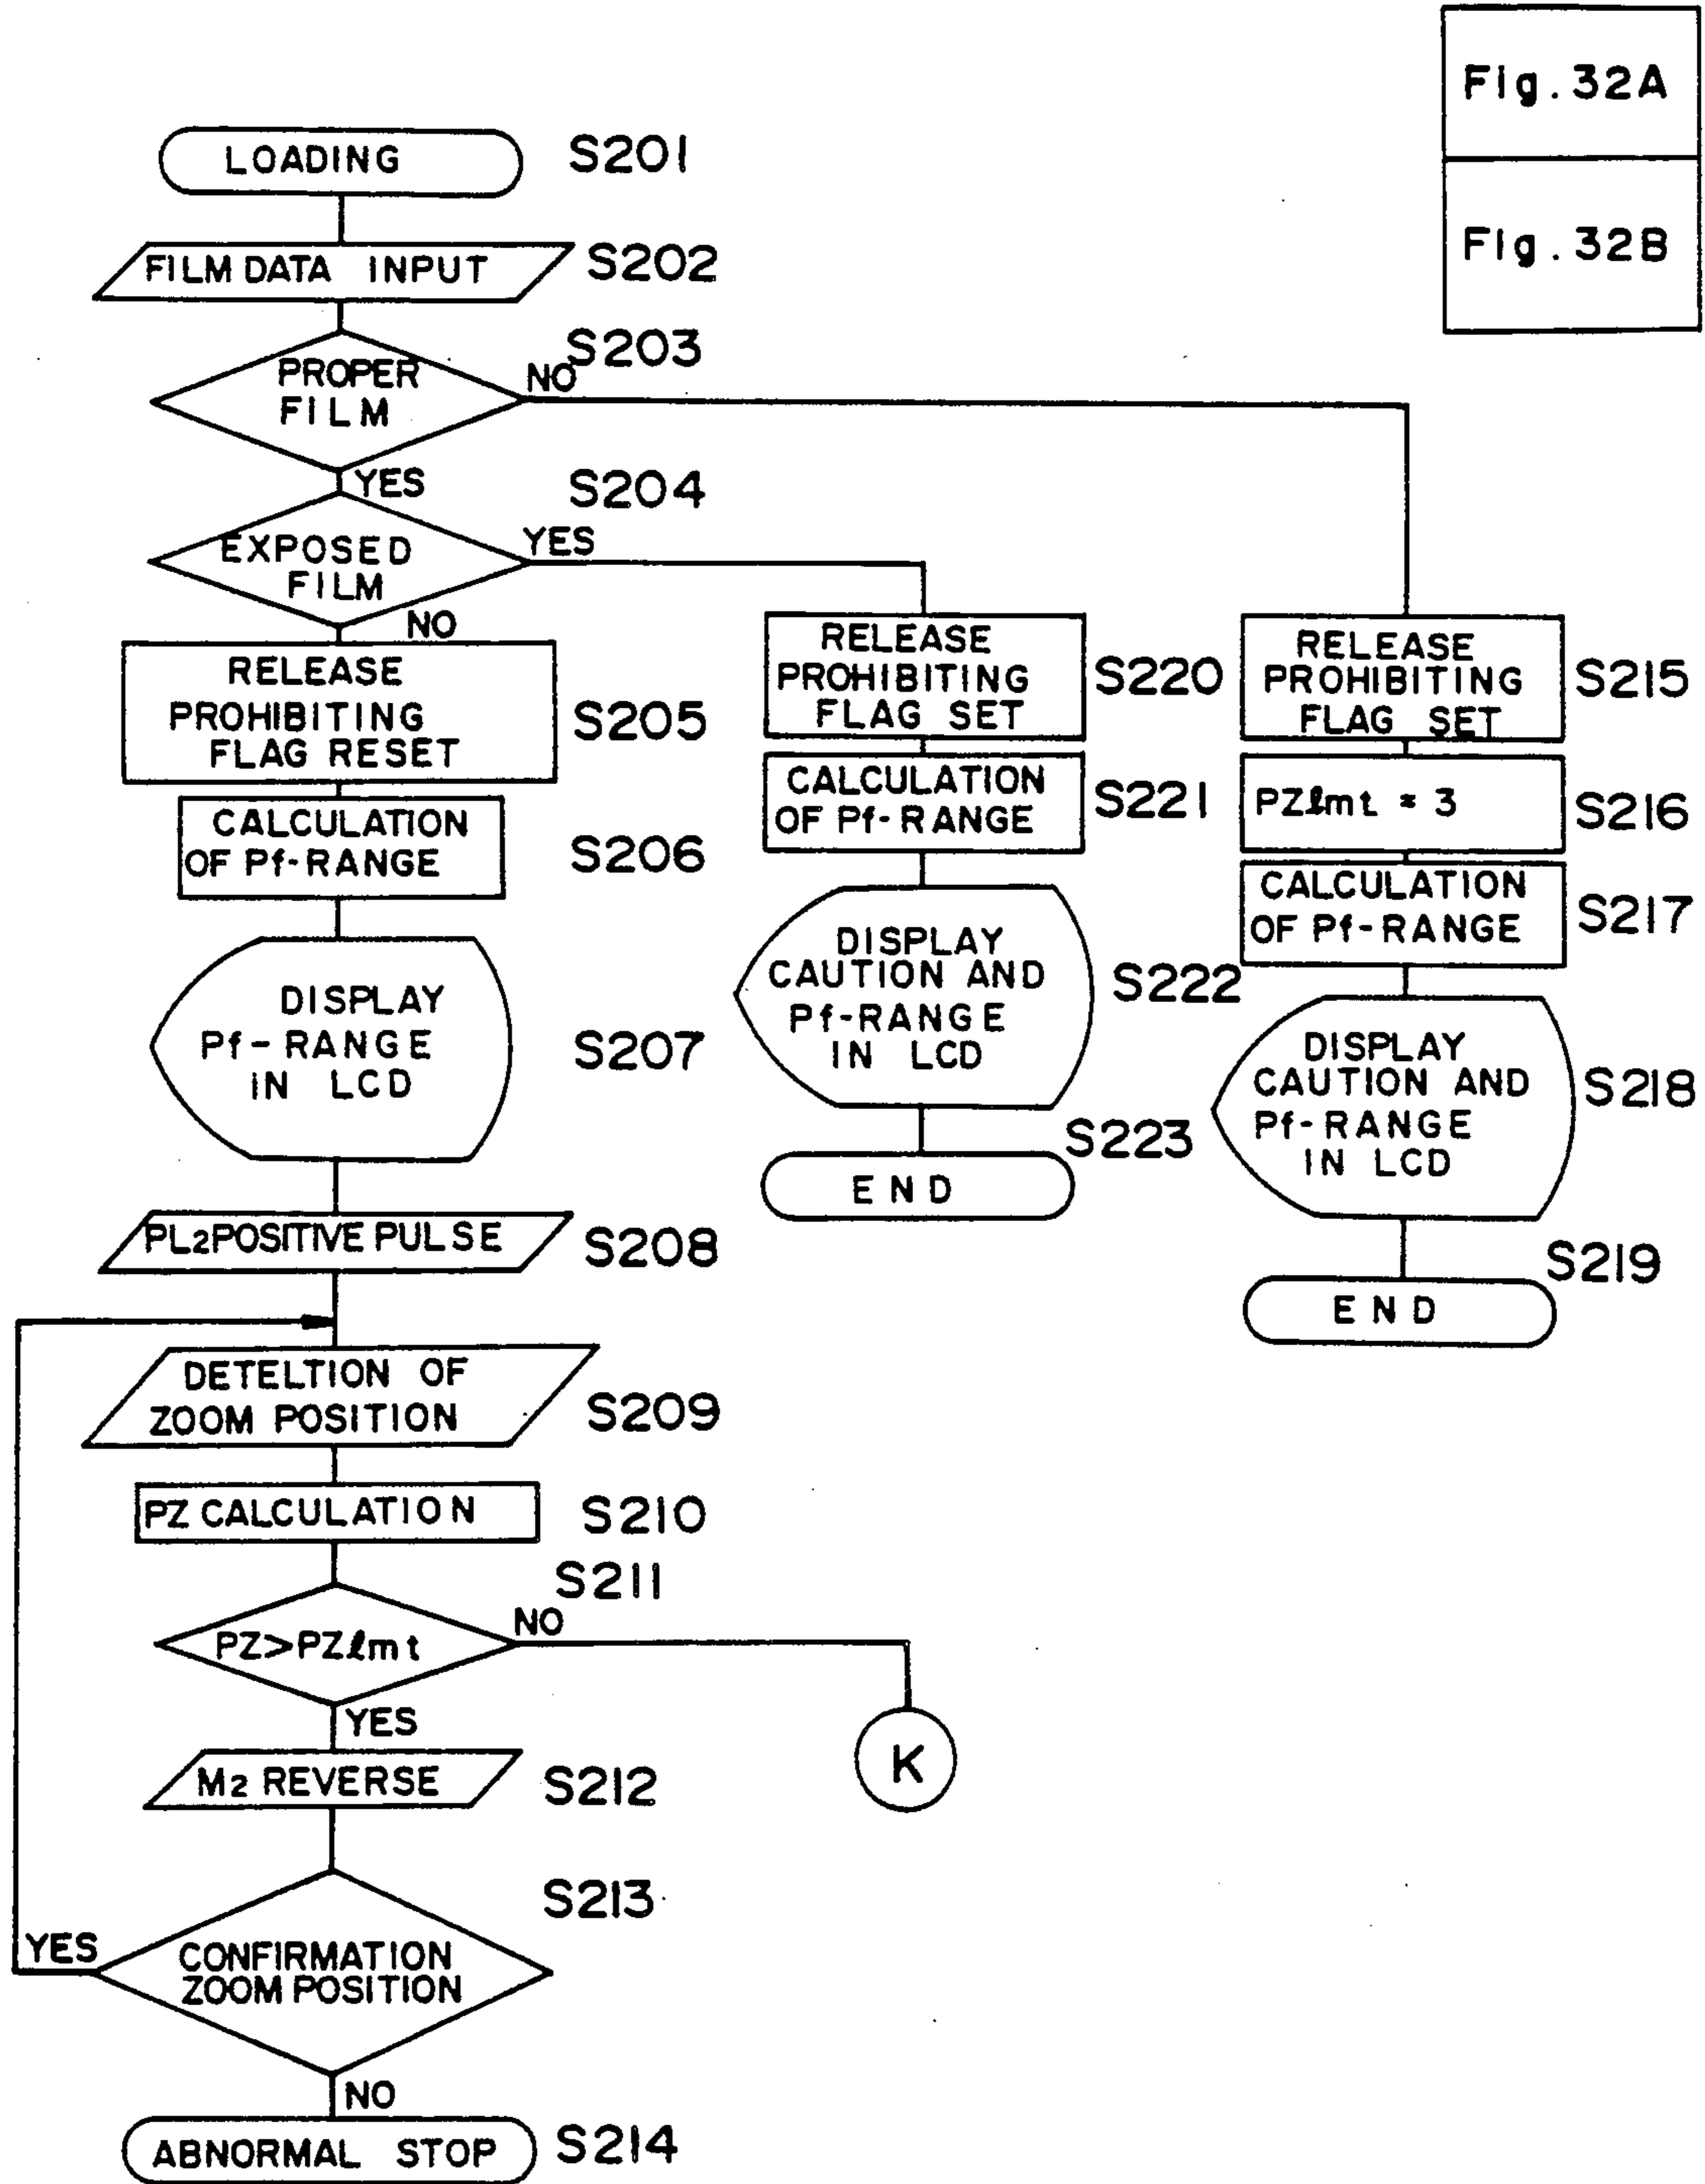 Fig.32A
Fig.32B
LOADING
S201
FILM DATA INPUT
S202
S203
PROPER
FILM
NO
YES
S204
EXPOSED
FILM
YES
NO
RELEASE
PROHIBITING
FLAG RESET
S205
CALCULATION
OF Pf-RANGE
S206
DISPLAY
Pf-RANGE
IN LCD
S207
PL2 POSITIVE PULSE
S208
DETELTION OF
ZOOM POSITION
S209
PZ CALCULATION
S210
S211
PZ>PZlmt
NO
YES
K
M2 REVERSE
S212
S213
CONFIRMATION
ZOOM POSITION
YES
NO
ABNORMAL STOP
S214
RELEASE
PROHIBITING
FLAG SET
S220
CALCULATION
OF Pf-RANGE
S221
DISPLAY
CAUTION AND
Pf-RANGE
IN LCD
S222
S223
END
RELEASE
PROHIBITING
FLAG SET
S215
PZlmt = 3
S216
CALCULATION
OF Pf-RANGE
S217
DISPLAY
CAUTION AND
Pf-RANGE
IN LCD
S218
S219
END